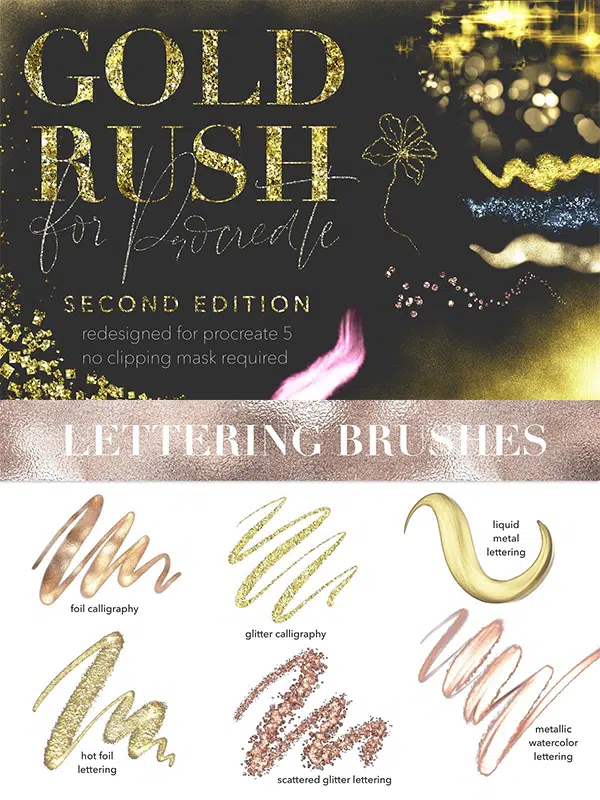 GOLD
RUSH
for Procreate
SECOND EDITION
redesigned for procreate 5
no clipping mask required
LETTERING BRUSHES
foil calligraphy
glitter calligraphy
liquid
metal
lettering
hot foil
lettering
scattered glitter lettering
metallic
watercolor
lettering